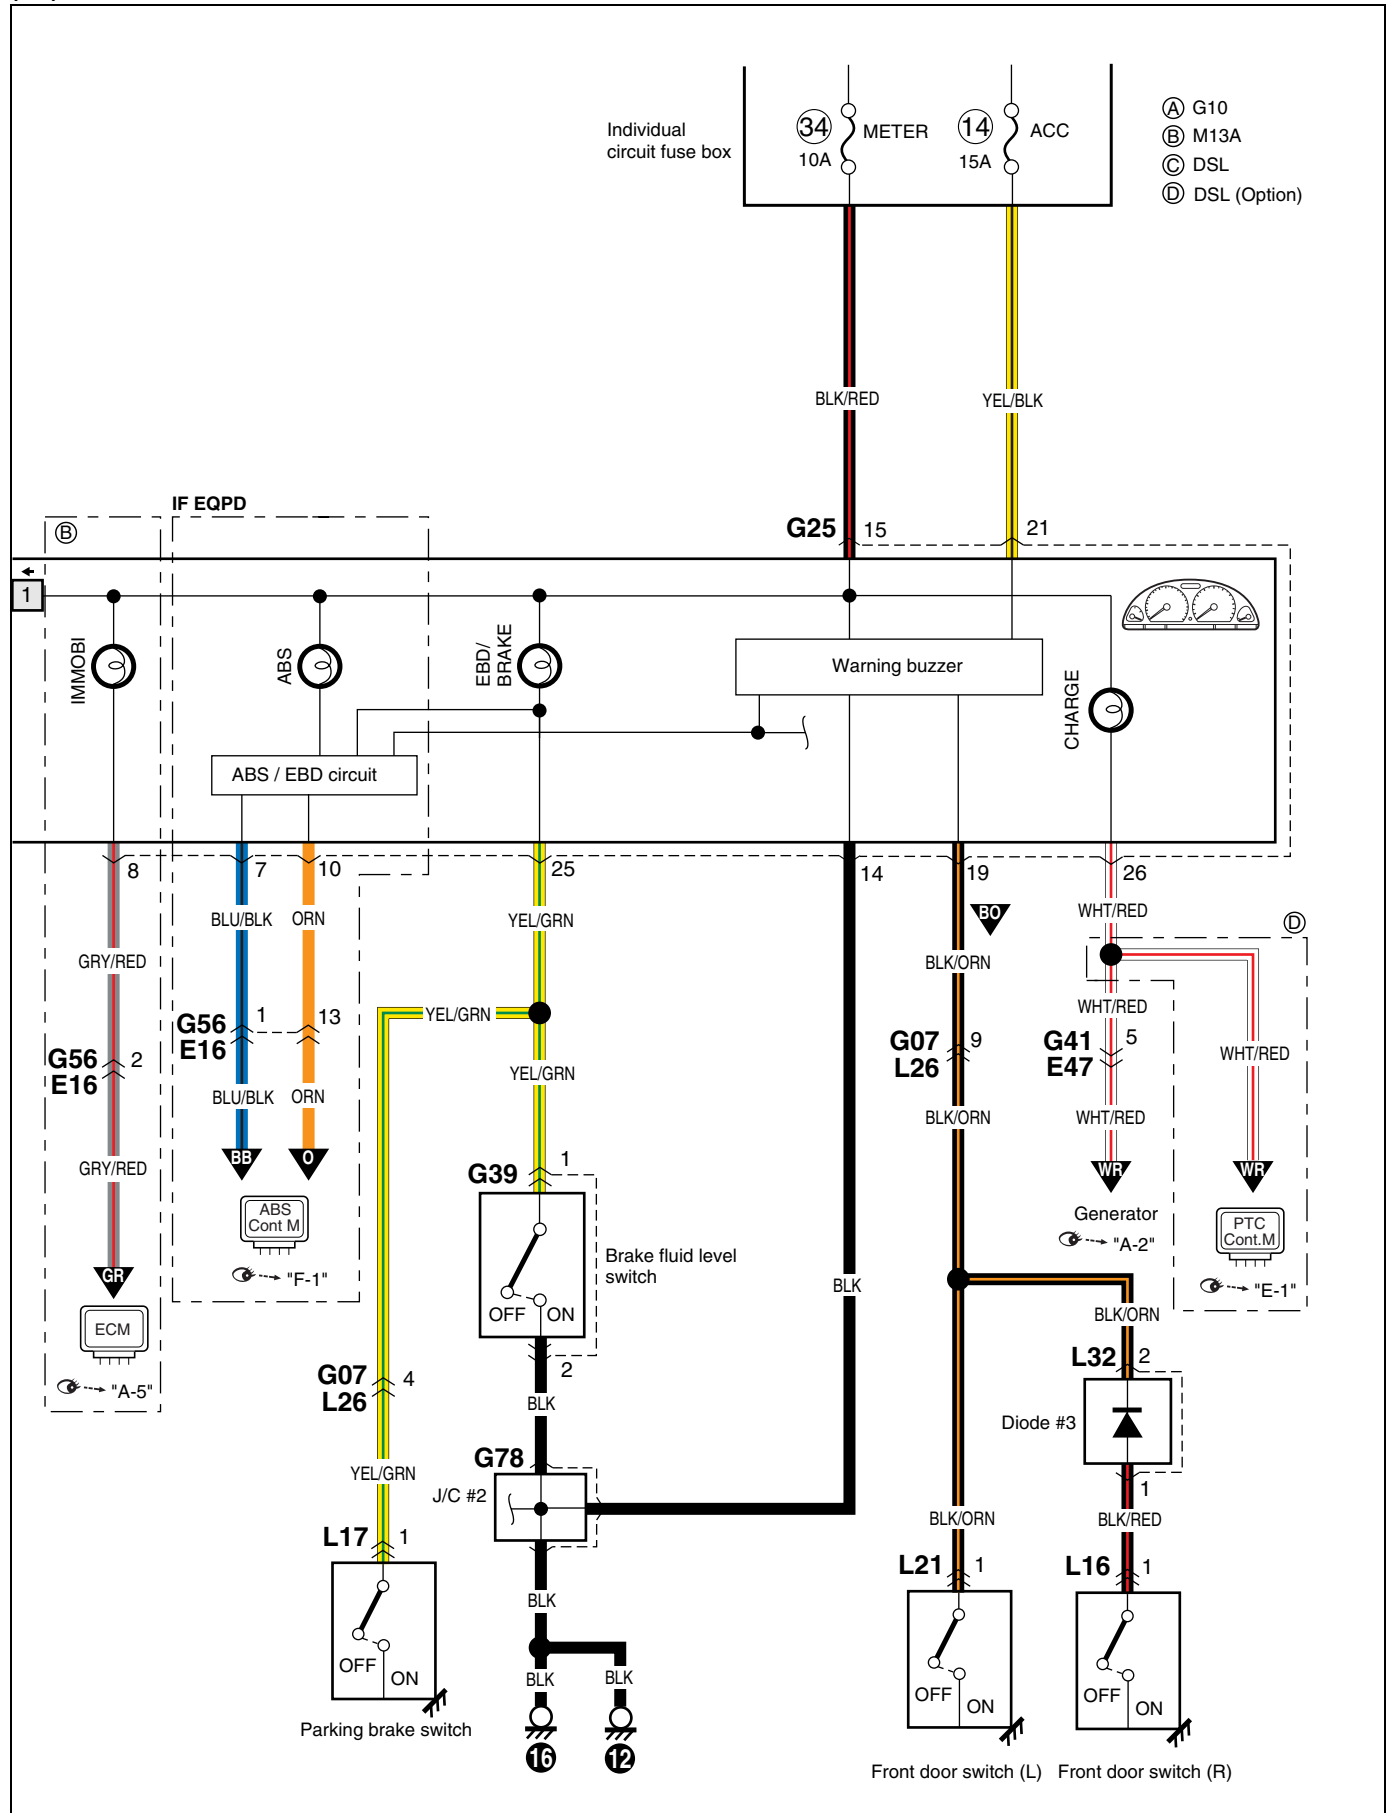 Individual
circuit fuse box
34
10A
METER
14
15A
ACC
A G10
B M13A
C DSL
D DSL (Option)
BLK/RED
YEL/BLK
IF EQPD
B
G25
15
21
1
IMMOBI
ABS
EBD/
BRAKE
Warning buzzer
CHARGE
ABS / EBD circuit
8
7
10
25
14
19
26
BO
D
BLU/BLK
ORN
YEL/GRN
WHT/RED
GRY/RED
BLK/ORN
YEL/GRN
WHT/RED
G56
E16
1
13
G56
E16
2
G07
L26
9
G41
E47
5
WHT/RED
YEL/GRN
BLU/BLK
ORN
BLK/ORN
WHT/RED
GRY/RED
BB
O
G39
1
WR
WR
ABS
Cont M
"F-1"
Generator
"A-2"
PTC
Cont.M
"E-1"
GR
ECM
"A-5"
Brake fluid level
switch
OFF
ON
BLK
BLK/ORN
2
L32
2
G07
L26
4
BLK
Diode #3
G78
J/C #2
YEL/GRN
1
BLK/ORN
BLK/RED
L17
1
L21
1
L16
1
BLK
OFF
ON
BLK
BLK
OFF
ON
OFF
ON
Parking brake switch
16
12
Front door switch (L)
Front door switch (R)